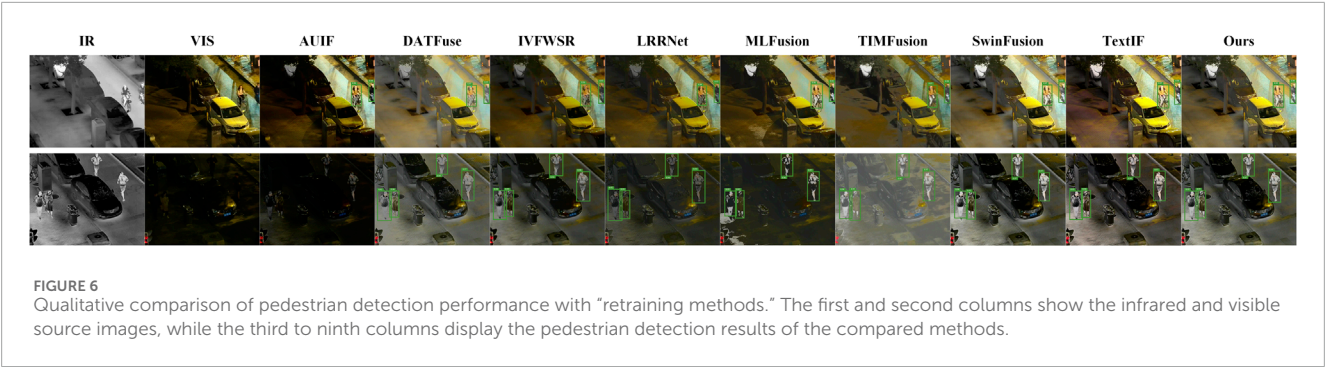 IR VIS AUIF DATFuse IVFWSR LRRNet MLFusion TIMFusion SwinFusion TextIF Ours
FIGURE 6
Qualitative comparison of pedestrian detection performance with “retraining methods.” The first and second columns show the infrared and visible
source images, while the third to ninth columns display the pedestrian detection results of the compared methods.